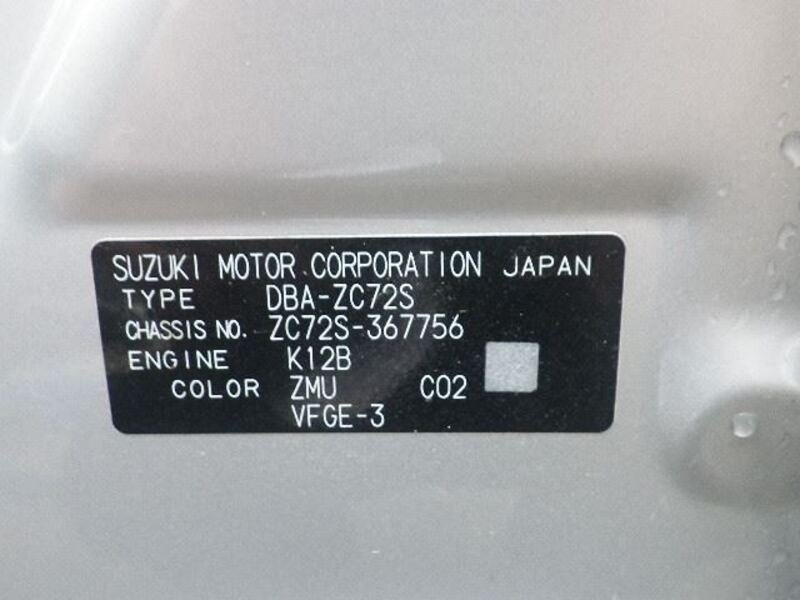 SUZUKI MOTOR CORPORATION JAPAN
TYPE DBA-ZC72S
CHASSIS NO. ZC72S-367756
ENGINE K12B
COLOR ZMU C02
VFGE-3